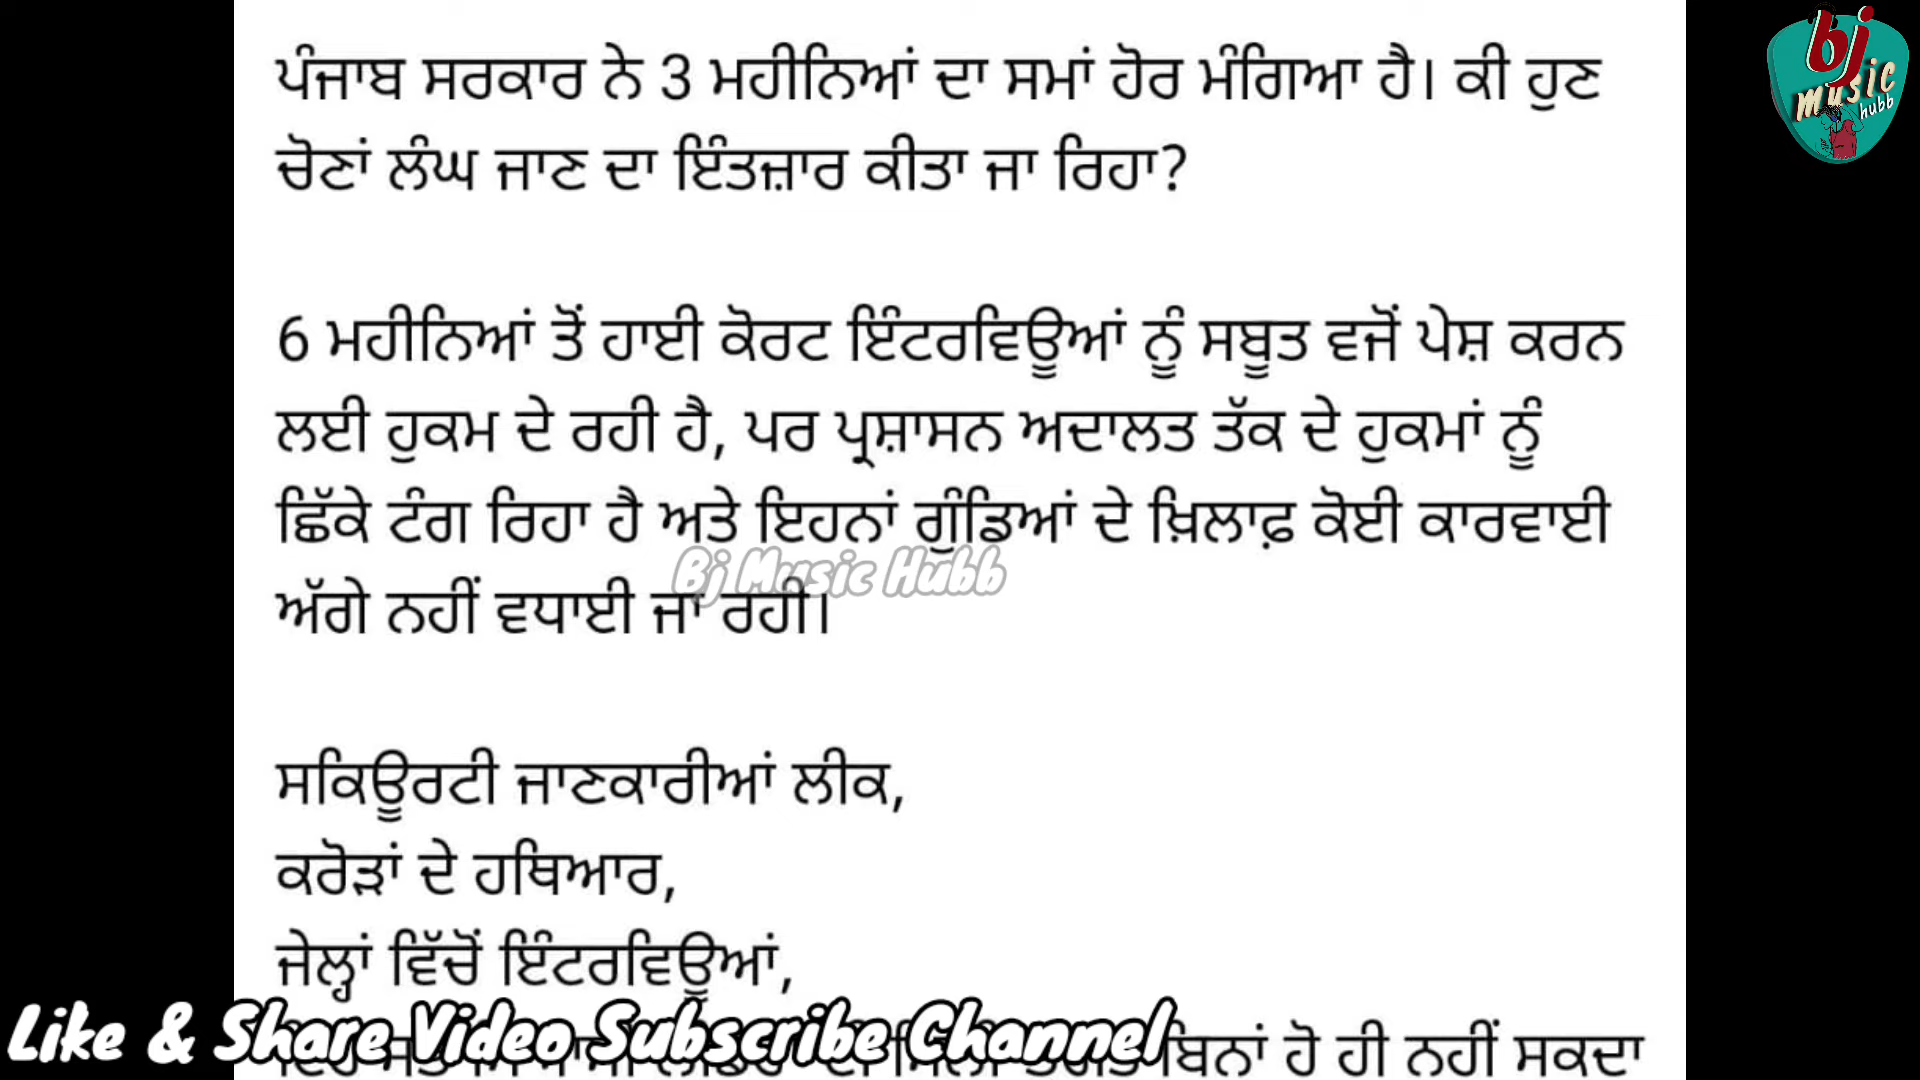 bj
music
hubb
ਪੰਜਾਬ ਸਰਕਾਰ ਨੇ 3 ਮਹੀਨਿਆਂ ਦਾ ਸਮਾਂ ਹੋਰ ਮੰਗਿਆ ਹੈ। ਕੀ ਹੁਣ
ਚੋਣਾਂ ਲੰਘ ਜਾਣ ਦਾ ਇੰਤਜ਼ਾਰ ਕੀਤਾ ਜਾ ਰਿਹਾ?
6 ਮਹੀਨਿਆਂ ਤੋਂ ਹਾਈ ਕੋਰਟ ਇੰਟਰਵਿਊਆਂ ਨੂੰ ਸਬੂਤ ਵਜੋਂ ਪੇਸ਼ ਕਰਨ
ਲਈ ਹੁਕਮ ਦੇ ਰਹੀ ਹੈ, ਪਰ ਪ੍ਰਸ਼ਾਸਨ ਅਦਾਲਤ ਤੱਕ ਦੇ ਹੁਕਮਾਂ ਨੂੰ
ਛਿੱਕੇ ਟੰਗ ਰਿਹਾ ਹੈ ਅਤੇ ਇਹਨਾਂ ਗੁੰਡਿਆਂ ਦੇ ਖ਼ਿਲਾਫ਼ ਕੋਈ ਕਾਰਵਾਈ
Bj Music Hubb
ਅੱਗੇ ਨਹੀਂ ਵਧਾਈ ਜਾ ਰਹੀ।
ਸਕਿਊਰਟੀ ਜਾਣਕਾਰੀਆਂ ਲੀਕ,
ਕਰੋੜਾਂ ਦੇ ਹਥਿਆਰ,
ਜੇਲ੍ਹਾਂ ਵਿੱਚੋਂ ਇੰਟਰਵਿਊਆਂ,
Like & Share Video Subscribe Channel
ਬਿਨਾਂ ਹੋ ਹੀ ਨਹੀਂ ਸਕਦਾ